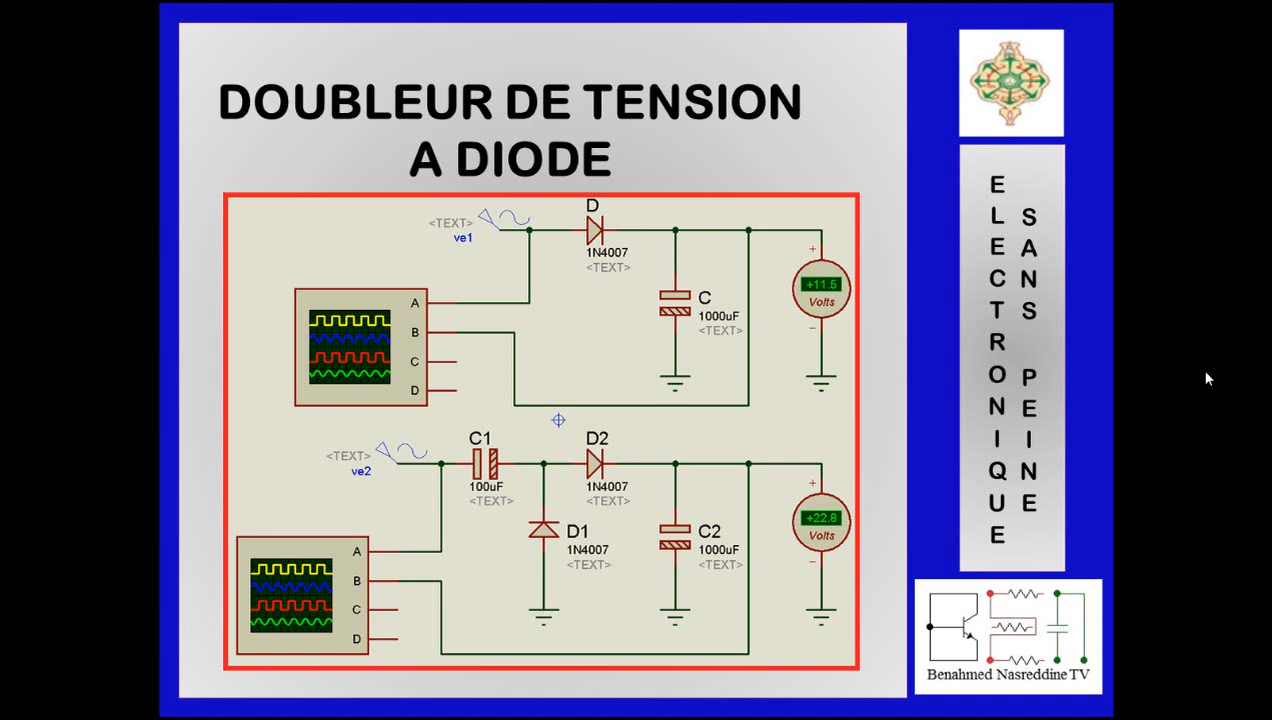 DOUBLEUR DE TENSION
A DIODE
D
<TEXT>
ve1
1N4007
<TEXT>
+
+11.5
Volts
−
A
B
C
D
C
1000uF
<TEXT>
C1
D2
<TEXT>
ve2
100uF
<TEXT>
1N4007
<TEXT>
+
+22.8
Volts
−
D1
1N4007
<TEXT>
C2
1000uF
<TEXT>
A
B
C
D
ELECTRONIQUE
SANS PEINE
Benahmed Nasreddine TV